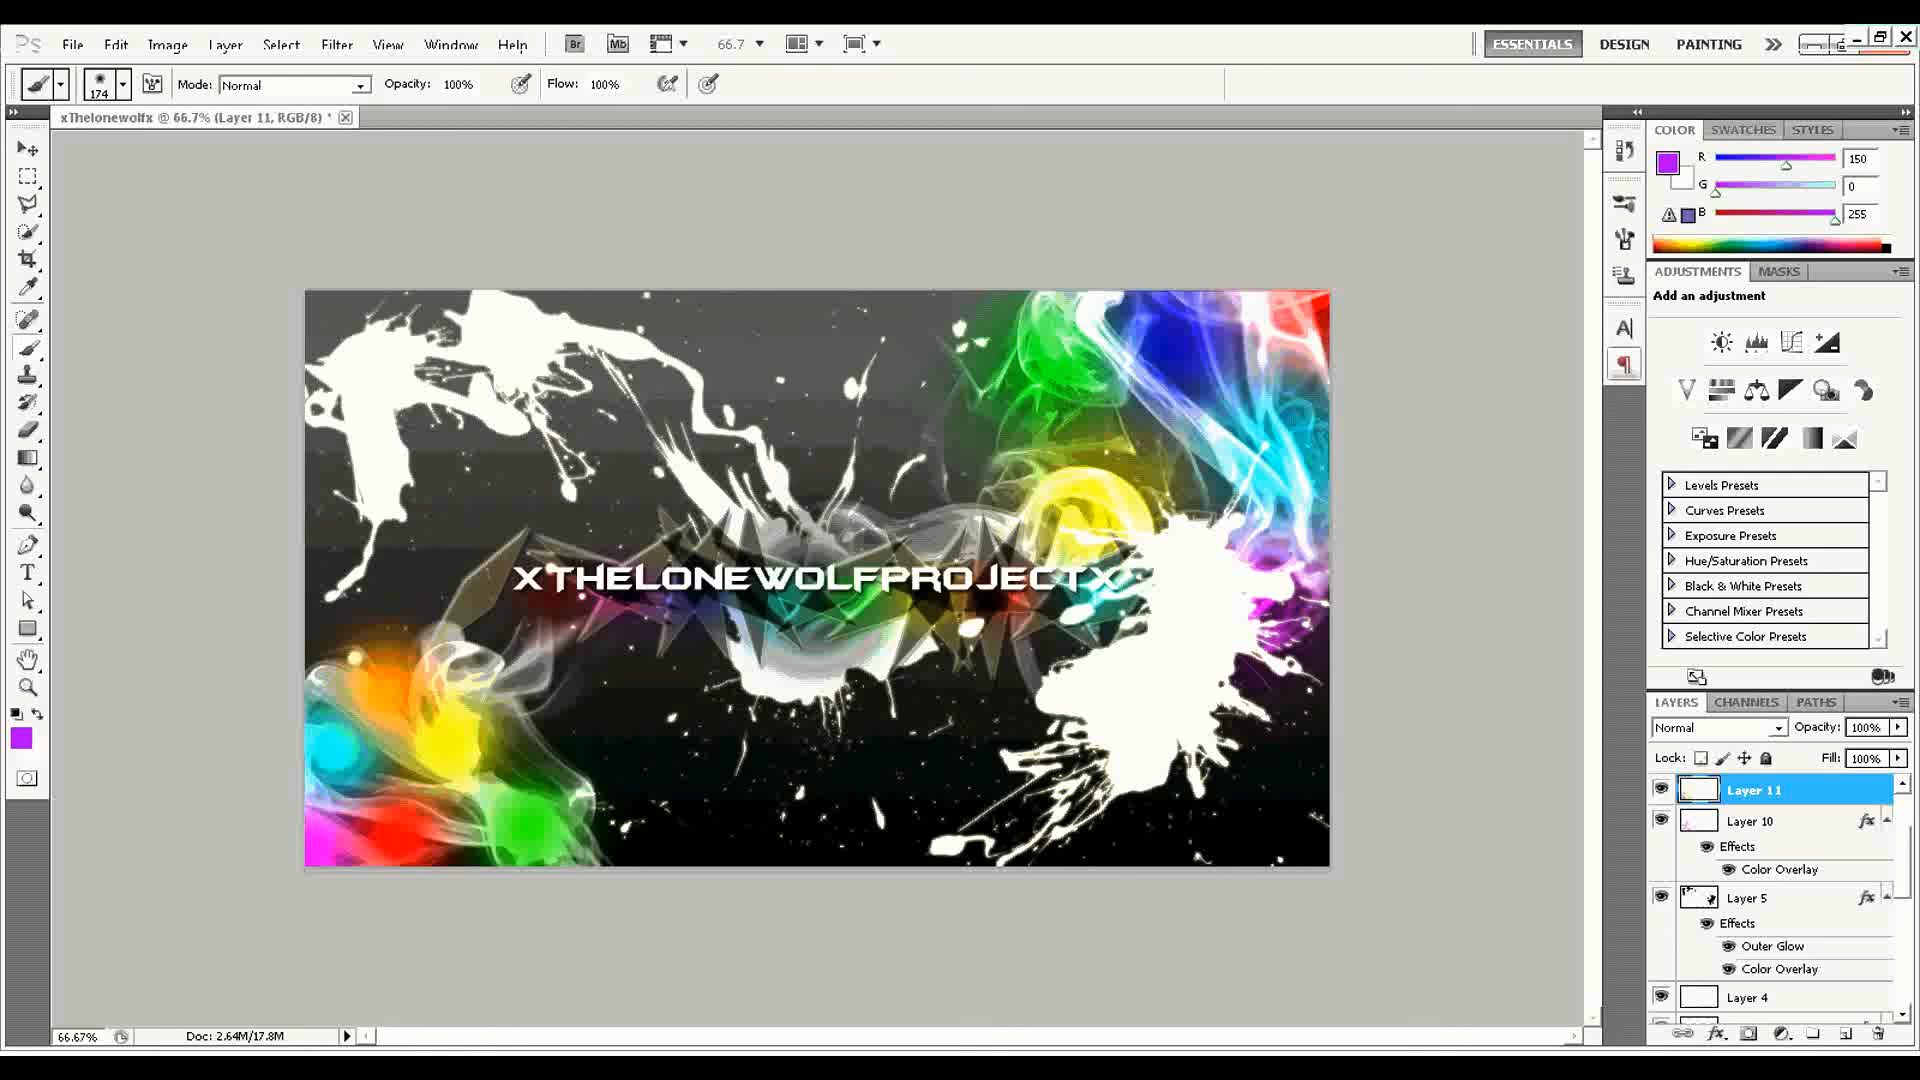 Ps File Edit Image Layer Select Filter View Window Help Br Mb 66.7 ESSENTIALS DESIGN PAINTING
174 Mode: Normal Opacity: 100% Flow: 100%
xThelonewolfx @ 66.7% (Layer 11, RGB/8) *
COLOR SWATCHES STYLES
R 150
G 0
B 255
ADJUSTMENTS MASKS
Add an adjustment
Levels Presets
Curves Presets
Exposure Presets
Hue/Saturation Presets
Black & White Presets
Channel Mixer Presets
Selective Color Presets
XTHELONEWOLFPROJECTX
LAYERS CHANNELS PATHS
Normal Opacity: 100%
Lock: Fill: 100%
Layer 11
Layer 10 fx
Effects
Color Overlay
Layer 5 fx
Effects
Outer Glow
Color Overlay
Layer 4
66.67% Doc: 2.64M/17.8M